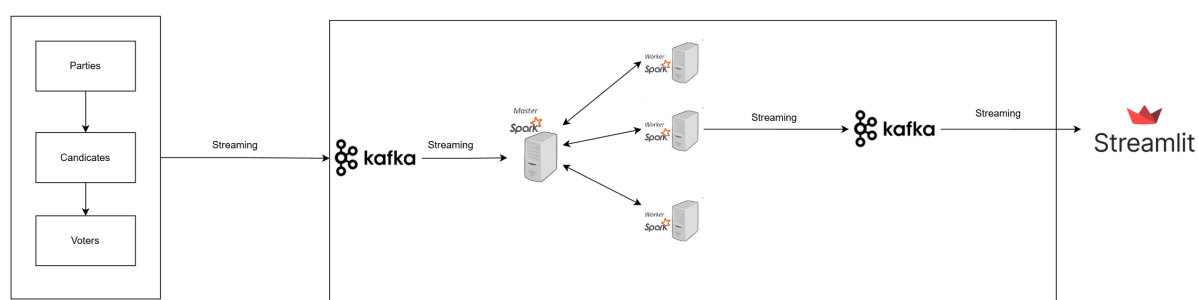 Parties
Candicates
Voters
Streaming
kafka
Streaming
Master
Spark
Worker
Spark
Worker
Spark
Worker
Spark
Streaming
kafka
Streaming
Streamlit